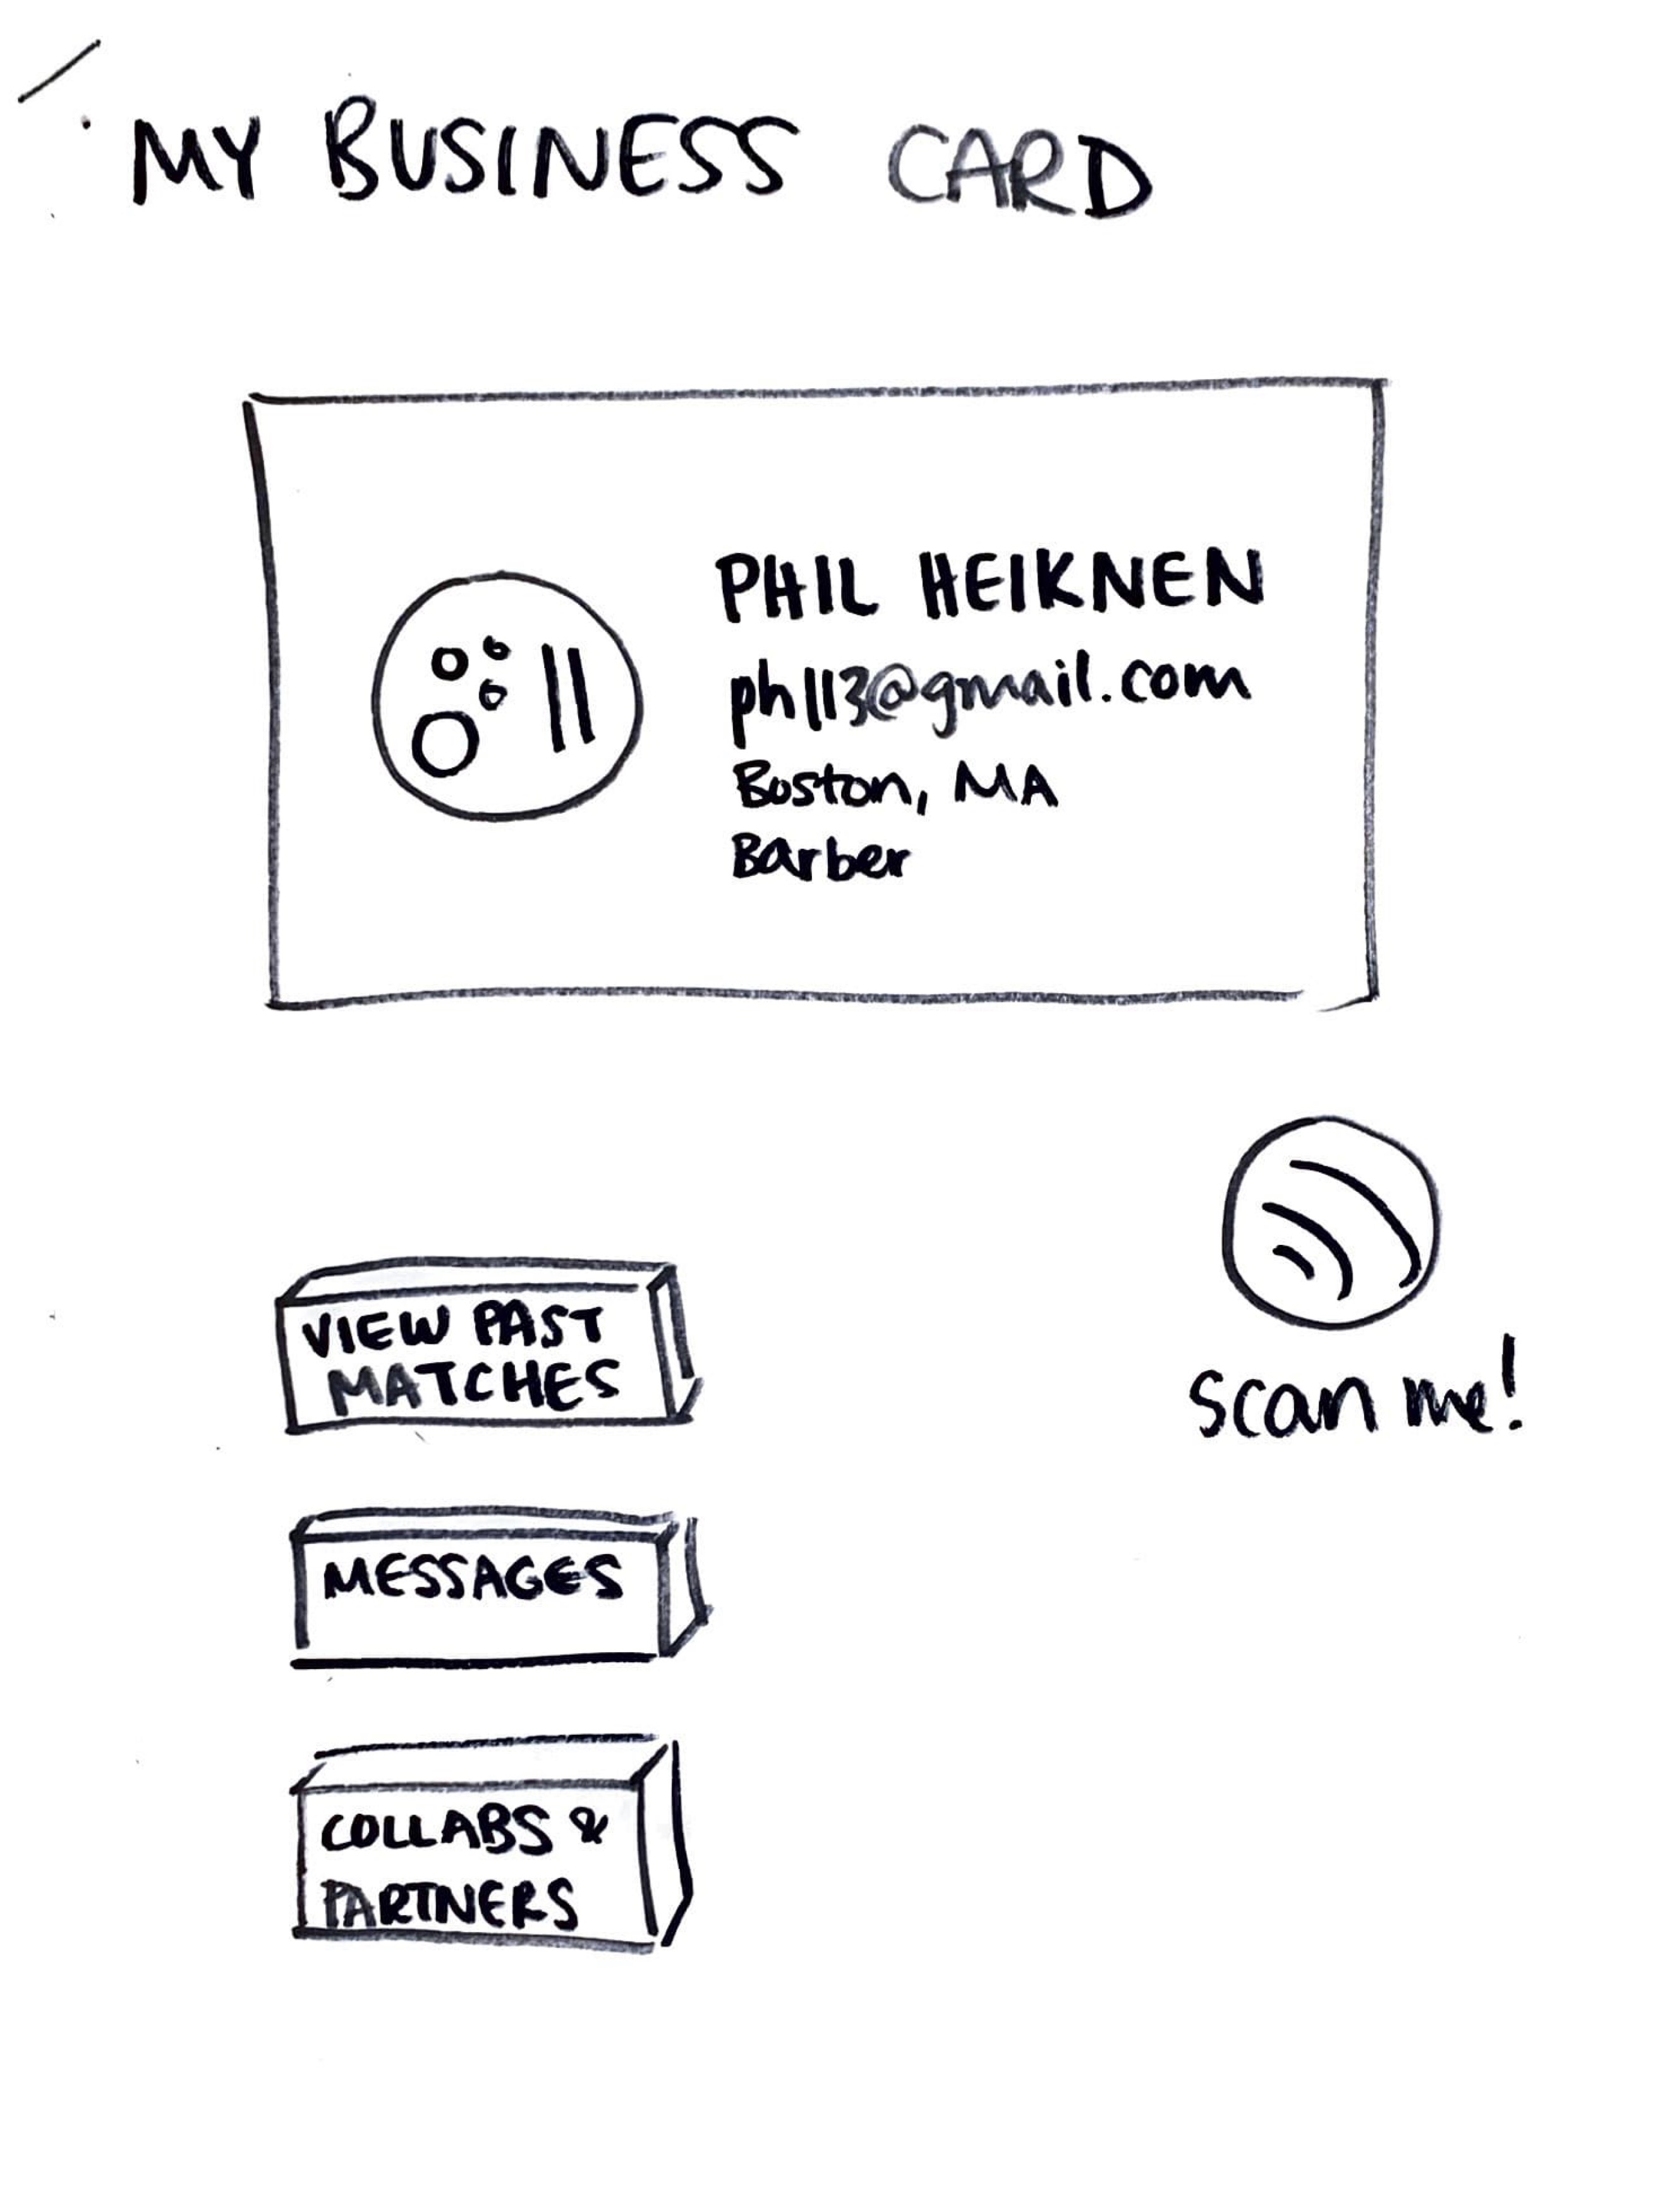 MY BUSINESS CARD
PHIL HEIKNEN
ph113@gmail.com
Boston, MA
Barber
VIEW PAST
MATCHES
scan me!
MESSAGES
COLLABS &
PARTNERS